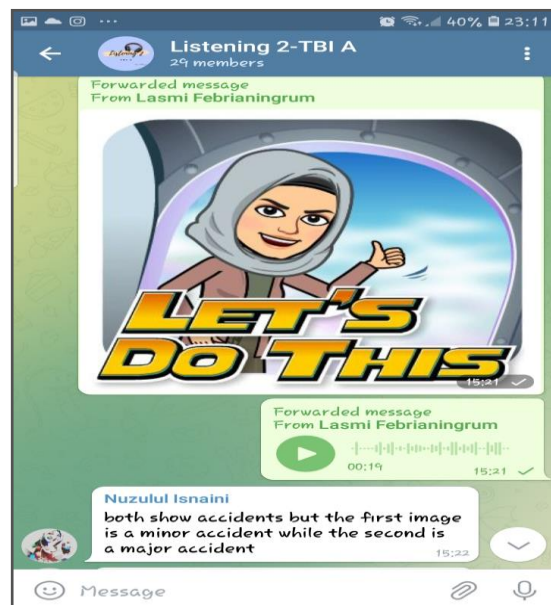 40% 23:11
Listening 2-TBI A
29 members
Forwarded message
From Lasmi Febrianingrum
LET'S
DO THIS
15:21
Forwarded message
From Lasmi Febrianingrum
00:19
15:21
Nuzulul Isnaini
both show accidents but the first image
is a minor accident while the second is
a major accident
15:22
Message